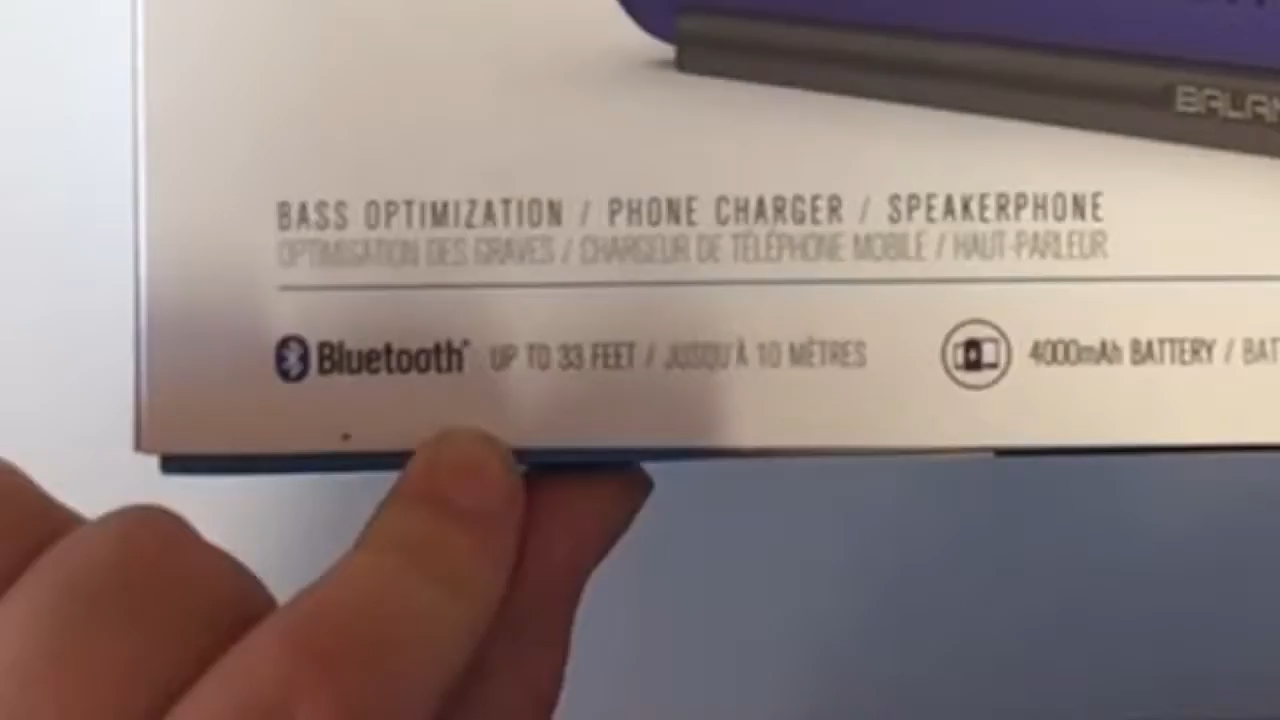 BALAN
BASS OPTIMIZATION / PHONE CHARGER / SPEAKERPHONE
OPTIMISATION DES GRAVES / CHARGEUR DE TÉLÉPHONE MOBILE / HAUT-PARLEUR
Bluetooth® UP TO 33 FEET / JUSQU'À 10 MÈTRES
4000mAh BATTERY / BAT